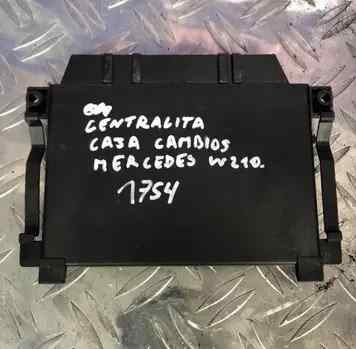 CENTRALITA
CAJA CAMBIOS
MERCEDES W210.
1754